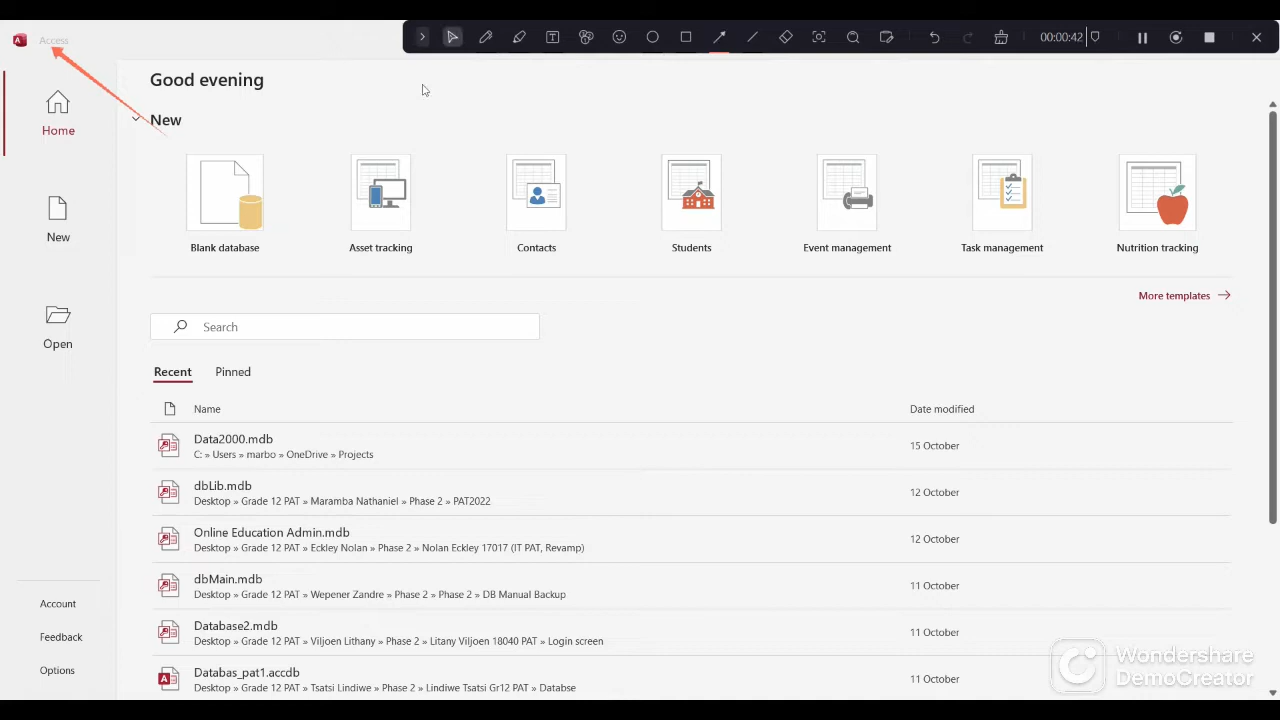 Access
00:00:42
Good evening
Home
New
New
Open
Blank database
Asset tracking
Contacts
Students
Event management
Task management
Nutrition tracking
More templates
Search
Recent
Pinned
Name
Date modified
Data2000.mdb
C: » Users » marbo » OneDrive » Projects
15 October
dbLib.mdb
Desktop » Grade 12 PAT » Maramba Nathaniel » Phase 2 » PAT2022
12 October
Online Education Admin.mdb
Desktop » Grade 12 PAT » Eckley Nolan » Phase 2 » Nolan Eckley 17017 (IT PAT, Revamp)
12 October
dbMain.mdb
Desktop » Grade 12 PAT » Wepener Zandre » Phase 2 » Phase 2 » DB Manual Backup
11 October
Database2.mdb
Desktop » Grade 12 PAT » Viljoen Lithany » Phase 2 » Litany Viljoen 18040 PAT » Login screen
11 October
Databas_pat1.accdb
Desktop » Grade 12 PAT » Tsatsi Lindiwe » Phase 2 » Lindiwe Tsatsi Gr12 PAT » Databse
11 October
Account
Feedback
Options
Wondershare
DemoCreator